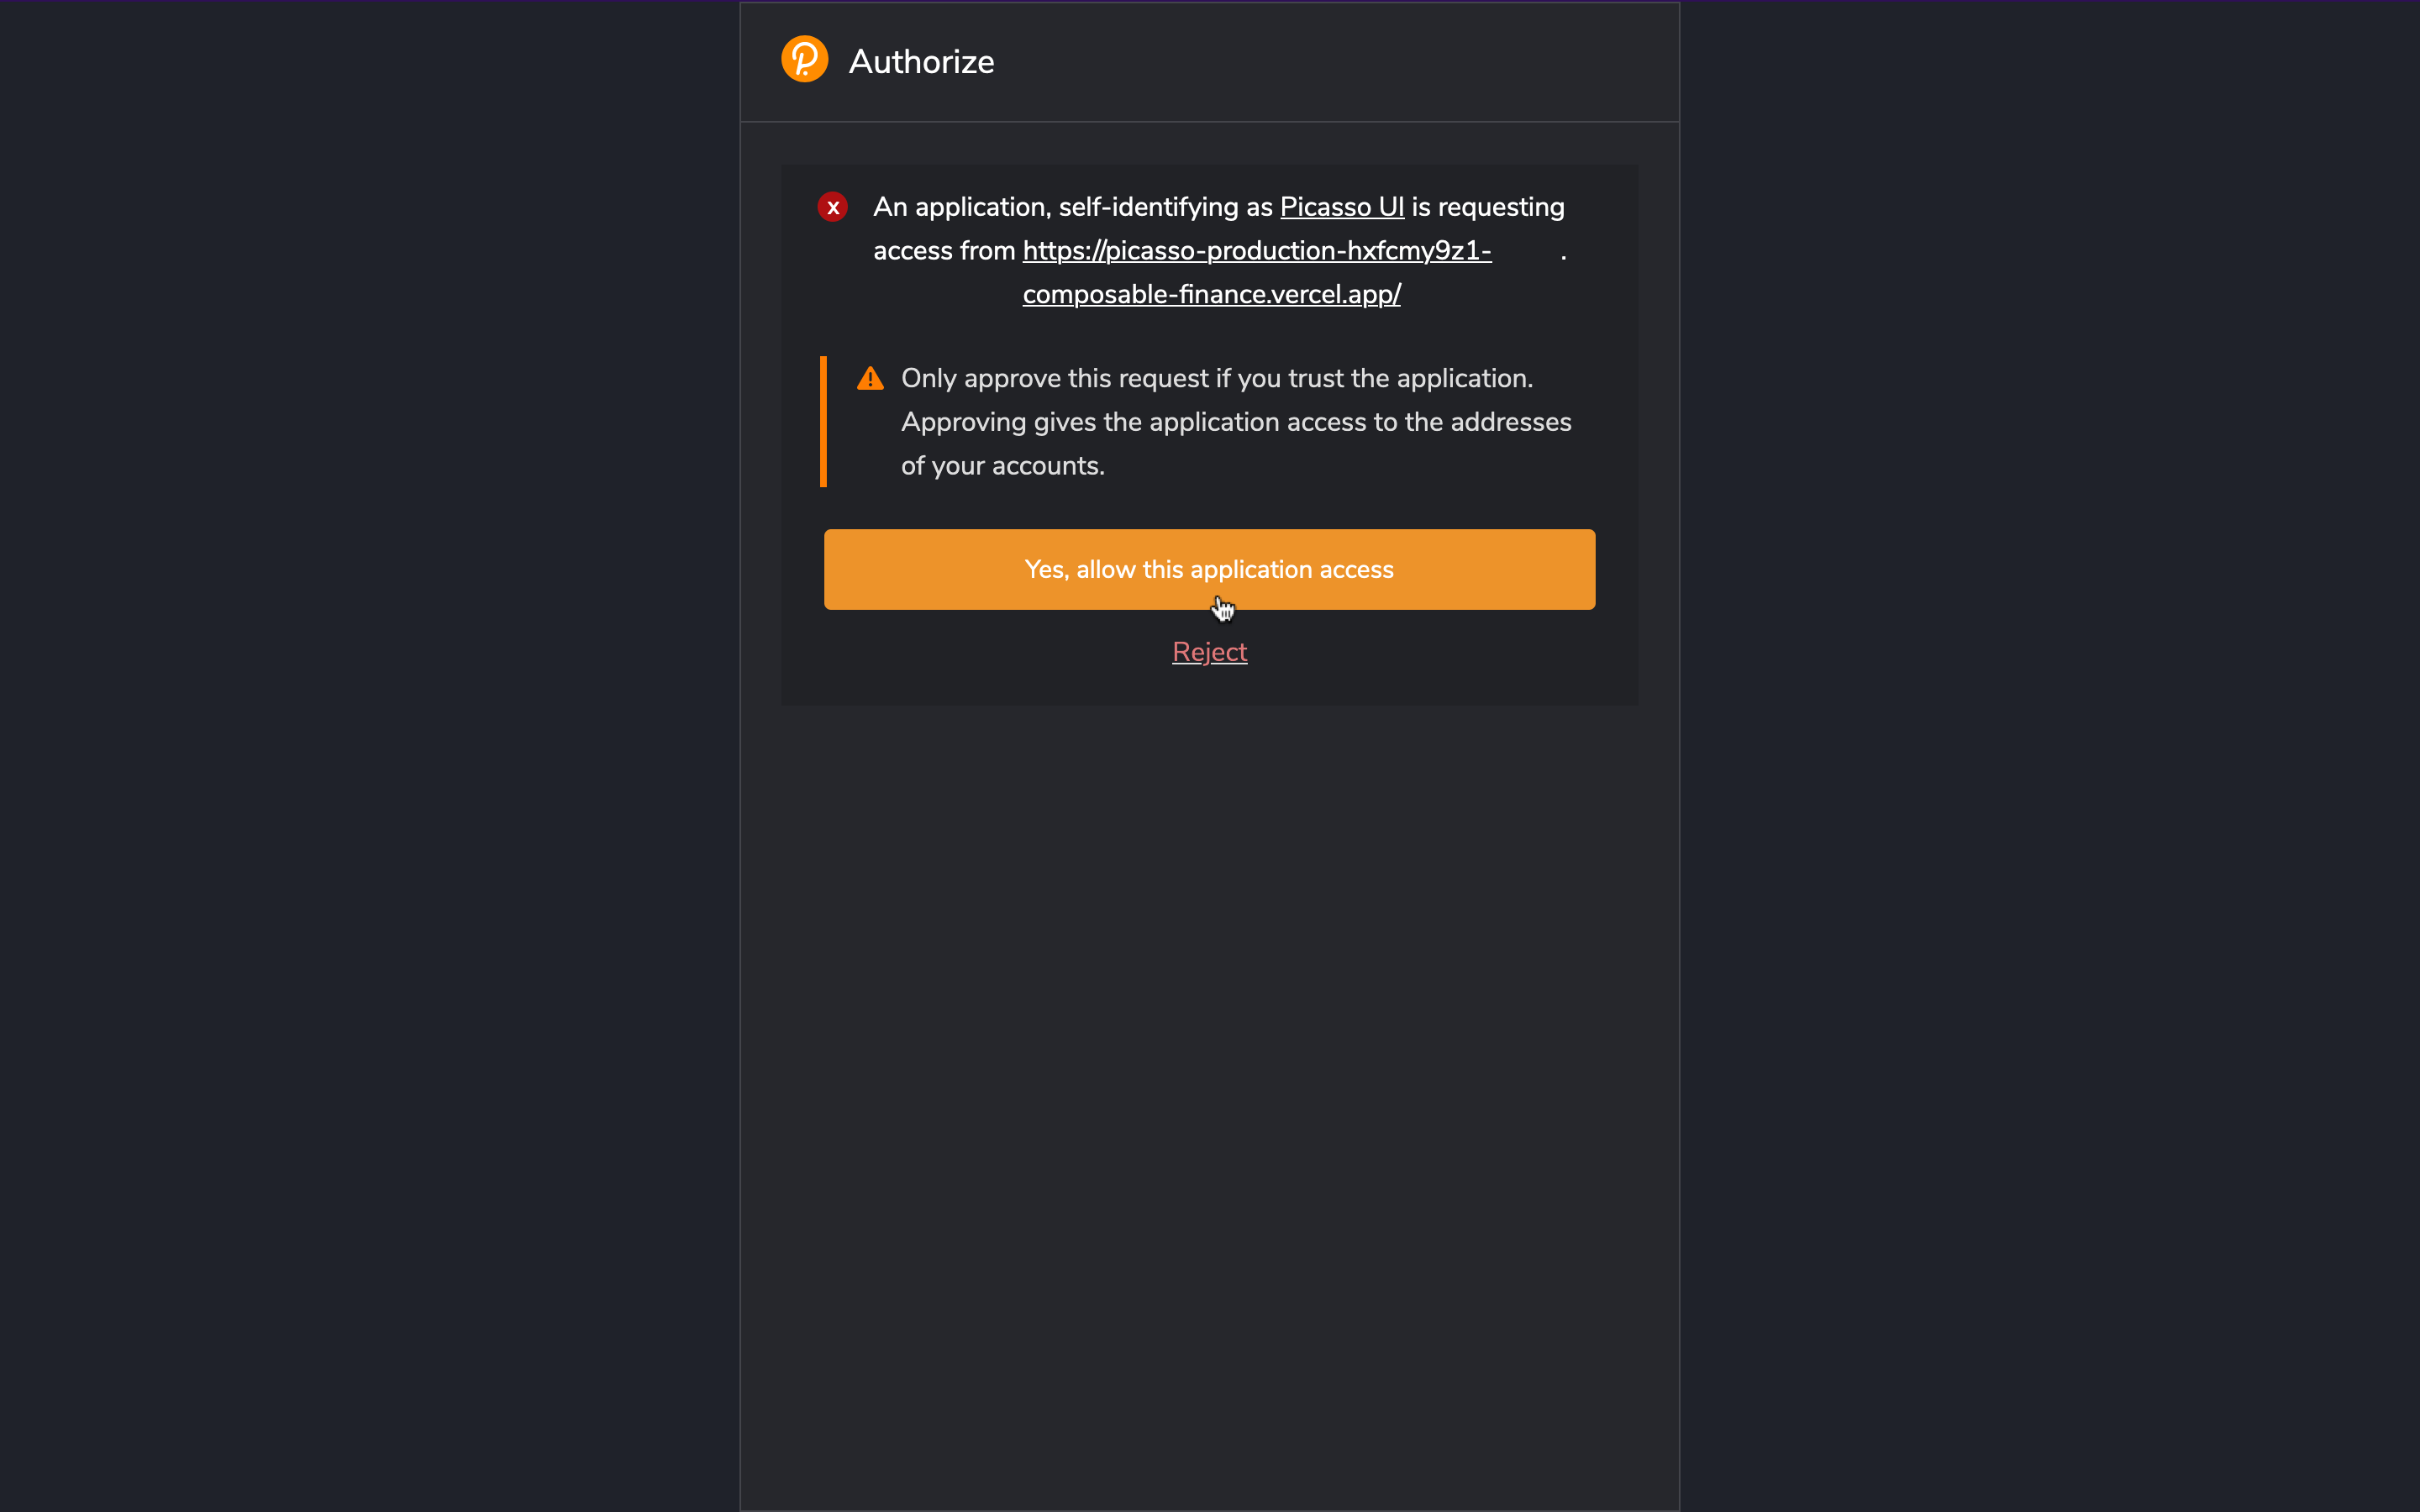 Authorize
x An application, self-identifying as Picasso UI is requesting
access from https://picasso-production-hxfcmy9z1- .
composable-finance.vercel.app/
Only approve this request if you trust the application.
Approving gives the application access to the addresses
of your accounts.
Yes, allow this application access
Reject